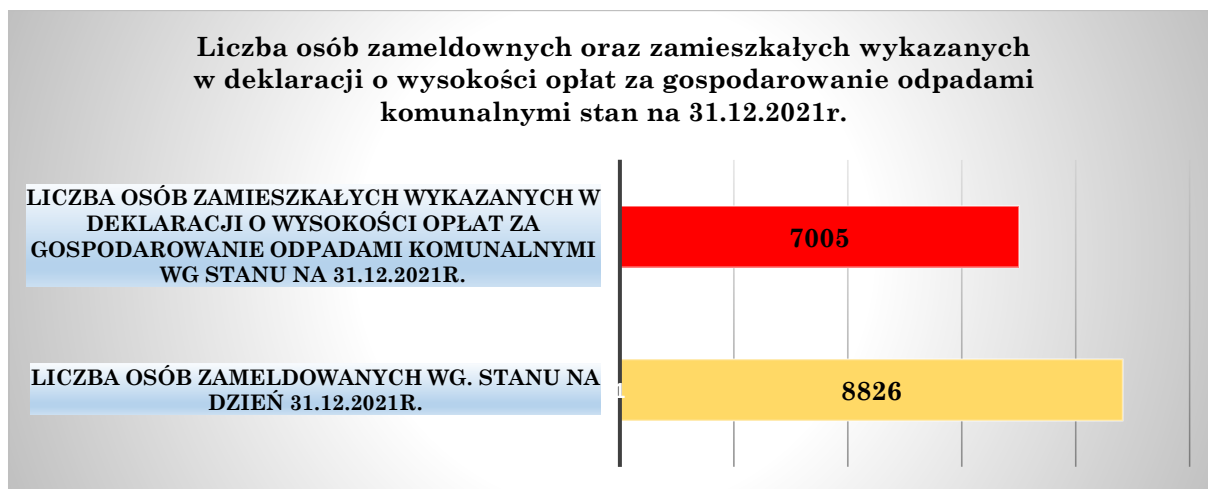 Liczba osób zameldownych oraz zamieszkałych wykazanych
w deklaracji o wysokości opłat za gospodarowanie odpadami
komunalnymi stan na 31.12.2021r.
LICZBA OSÓB ZAMIESZKAŁYCH WYKAZANYCH W
DEKLARACJI O WYSOKOŚCI OPŁAT ZA
GOSPODAROWANIE ODPADAMI KOMUNALNYMI
WG STANU NA 31.12.2021R.
7005
LICZBA OSÓB ZAMELDOWANYCH WG. STANU NA
DZIEŃ 31.12.2021R.
1
8826